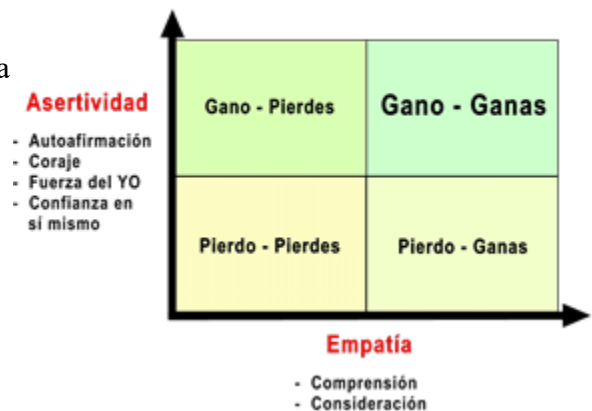 a
Asertividad
- Autoafirmación
- Coraje
- Fuerza del YO
- Confianza en
sí mismo
Gano - Pierdes
Gano - Ganas
Pierdo - Pierdes
Pierdo - Ganas
Empatía
- Comprensión
- Consideración